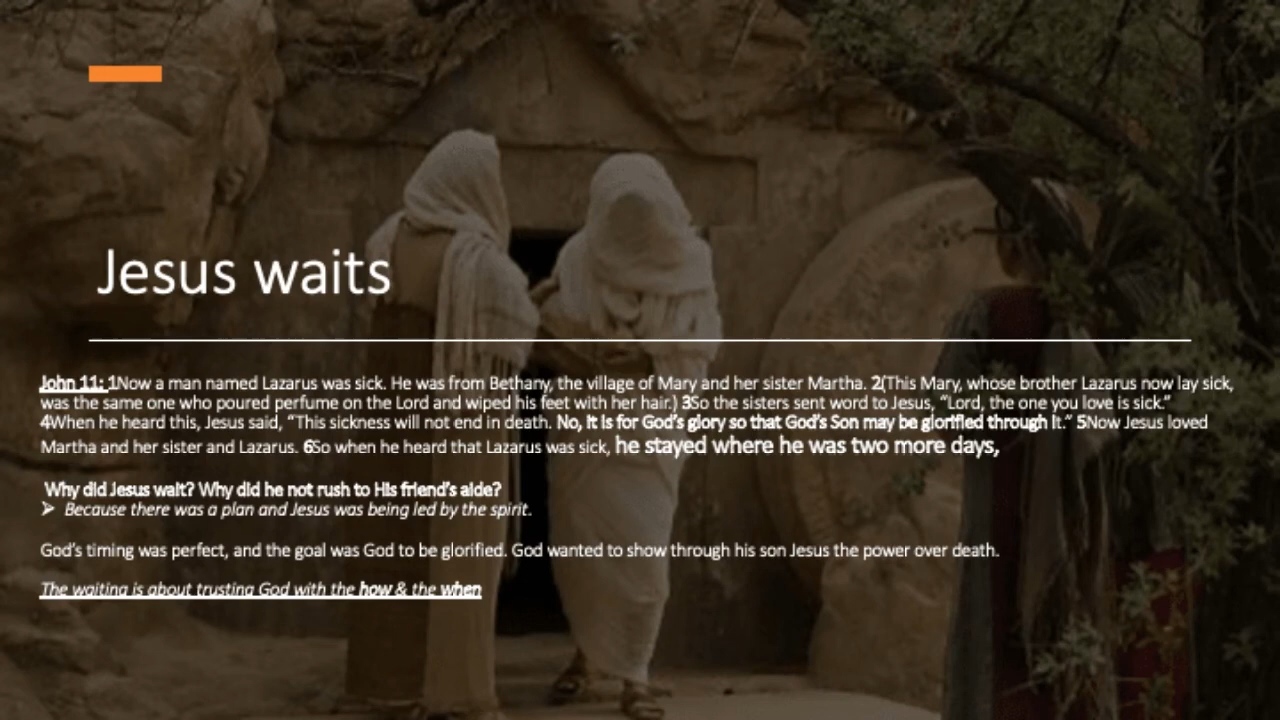 Jesus waits
John 11: 1Now a man named Lazarus was sick. He was from Bethany, the village of Mary and her sister Martha. 2(This Mary, whose brother Lazarus now lay sick,
was the same one who poured perfume on the Lord and wiped his feet with her hair.) 3So the sisters sent word to Jesus, “Lord, the one you love is sick.”
4When he heard this, Jesus said, “This sickness will not end in death. No, it is for God’s glory so that God’s Son may be glorified through it.” 5Now Jesus loved
Martha and her sister and Lazarus. 6So when he heard that Lazarus was sick, he stayed where he was two more days,
Why did Jesus wait? Why did he not rush to His friend’s aide?
➢ Because there was a plan and Jesus was being led by the spirit.
God’s timing was perfect, and the goal was God to be glorified. God wanted to show through his son Jesus the power over death.
The waiting is about trusting God with the how & the when